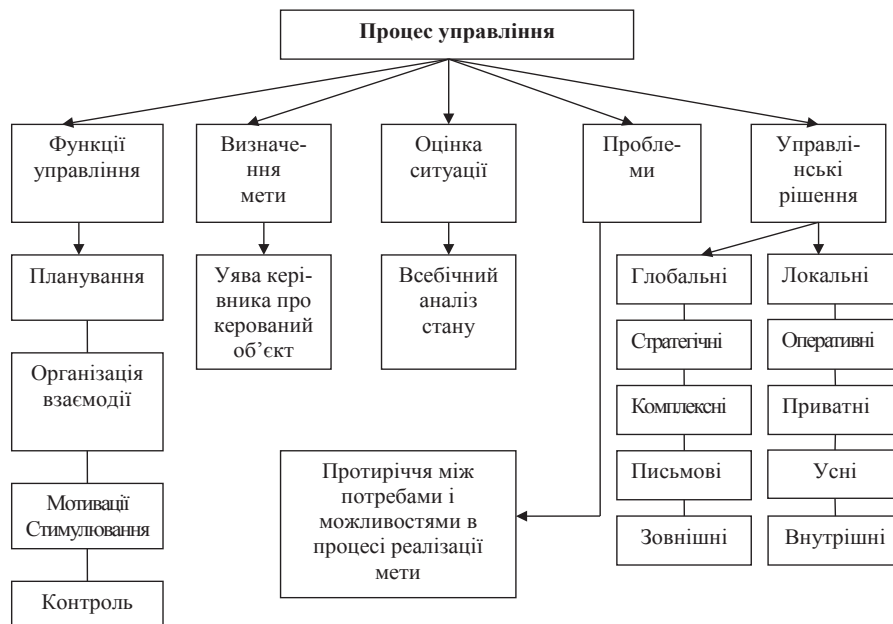 Процес управління
Функції
управління
Визначе-
ння
мети
Оцінка
ситуації
Пробле-
ми
Управлі-
нські
рішення
Планування
Уява кері-
вника про
керований
об’єкт
Всебічний
аналіз
стану
Глобальні
Локальні
Стратегічні
Оперативні
Організація
взаємодії
Комплексні
Приватні
Протиріччя між
потребами і
можливостями в
процесі реалізації
мети
Письмові
Усні
Мотивації
Стимулювання
Зовнішні
Внутрішні
Контроль